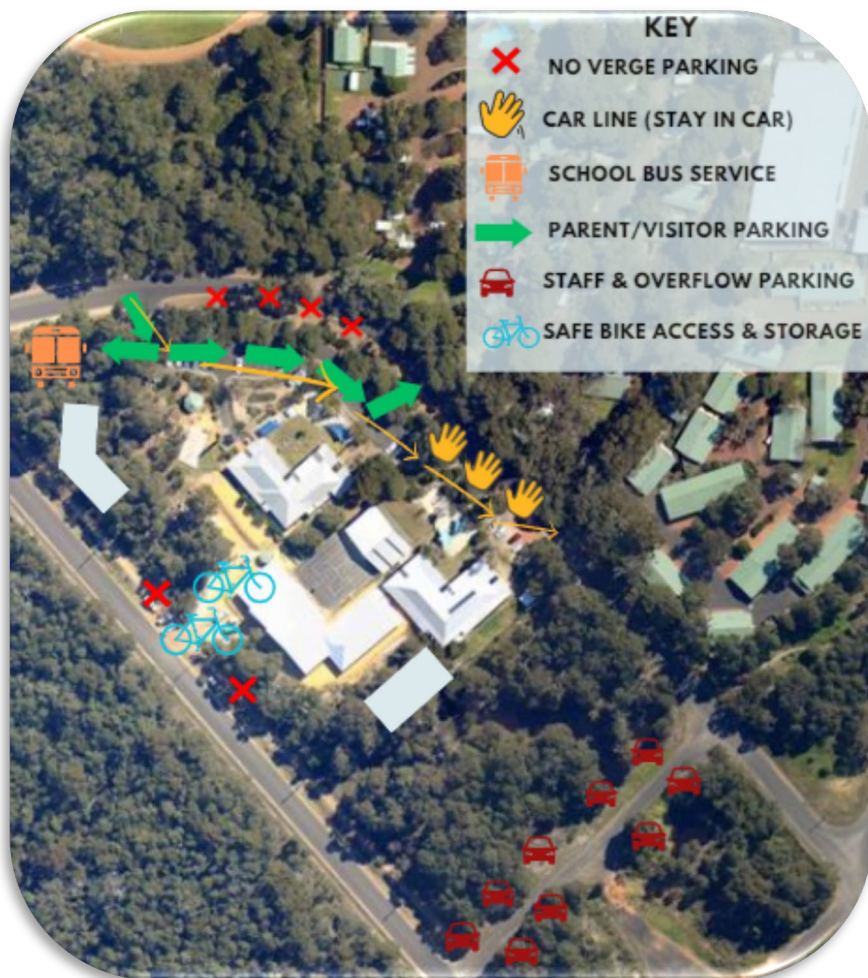 KEY
NO VERGE PARKING
CAR LINE (STAY IN CAR)
SCHOOL BUS SERVICE
PARENT/VISITOR PARKING
STAFF & OVERFLOW PARKING
SAFE BIKE ACCESS & STORAGE